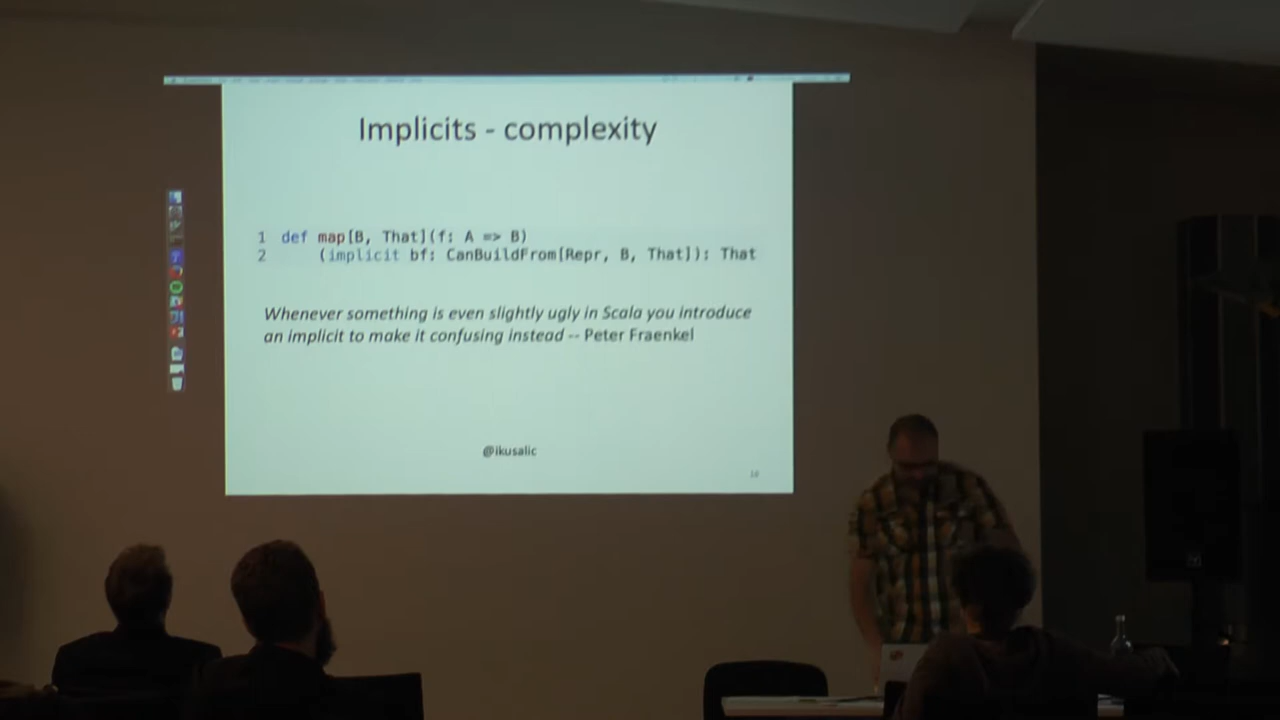 Implicits - complexity
1 def map[B, That](f: A => B)
2 (implicit bf: CanBuildFrom[Repr, B, That]): That
Whenever something is even slightly ugly in Scala you introduce
an implicit to make it confusing instead -- Peter Fraenkel
@ikusalic